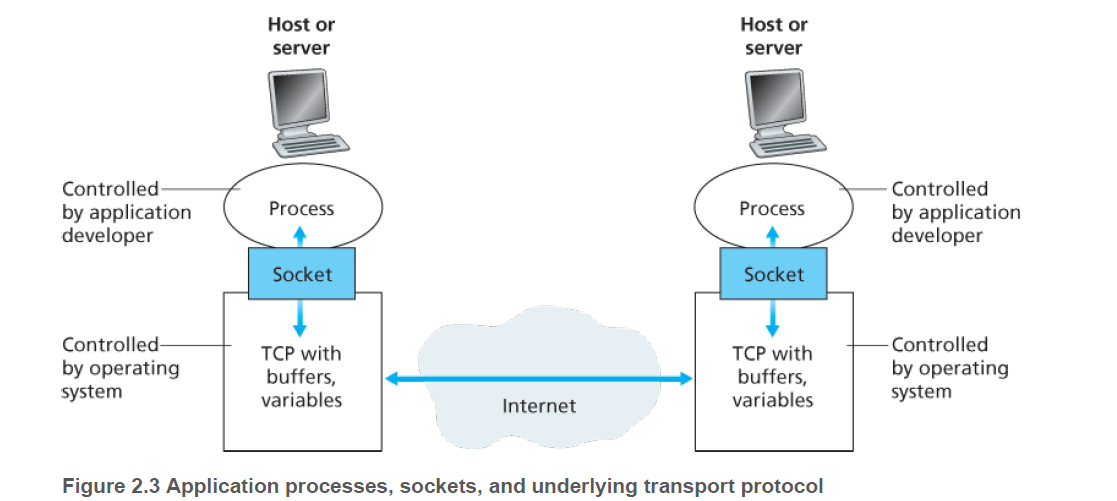 Host or
server
Host or
server
Controlled
by application
developer
Process
Process
Controlled
by application
developer
Socket
Socket
Controlled
by operating
system
TCP with
buffers,
variables
Internet
TCP with
buffers,
variables
Controlled
by operating
system
Figure 2.3 Application processes, sockets, and underlying transport protocol